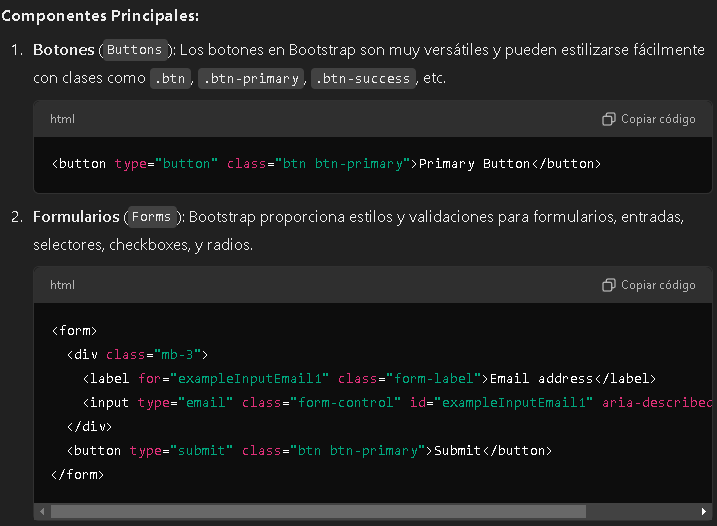 Componentes Principales:
1. Botones (Buttons): Los botones en Bootstrap son muy versátiles y pueden estilizarse fácilmente
con clases como .btn, .btn-primary, .btn-success, etc.
html Copiar código
<button type="button" class="btn btn-primary">Primary Button</button>
2. Formularios (Forms): Bootstrap proporciona estilos y validaciones para formularios, entradas,
selectores, checkboxes, y radios.
html Copiar código
<form>
  <div class="mb-3">
    <label for="exampleInputEmail1" class="form-label">Email address</label>
    <input type="email" class="form-control" id="exampleInputEmail1" aria-described
  </div>
  <button type="submit" class="btn btn-primary">Submit</button>
</form>